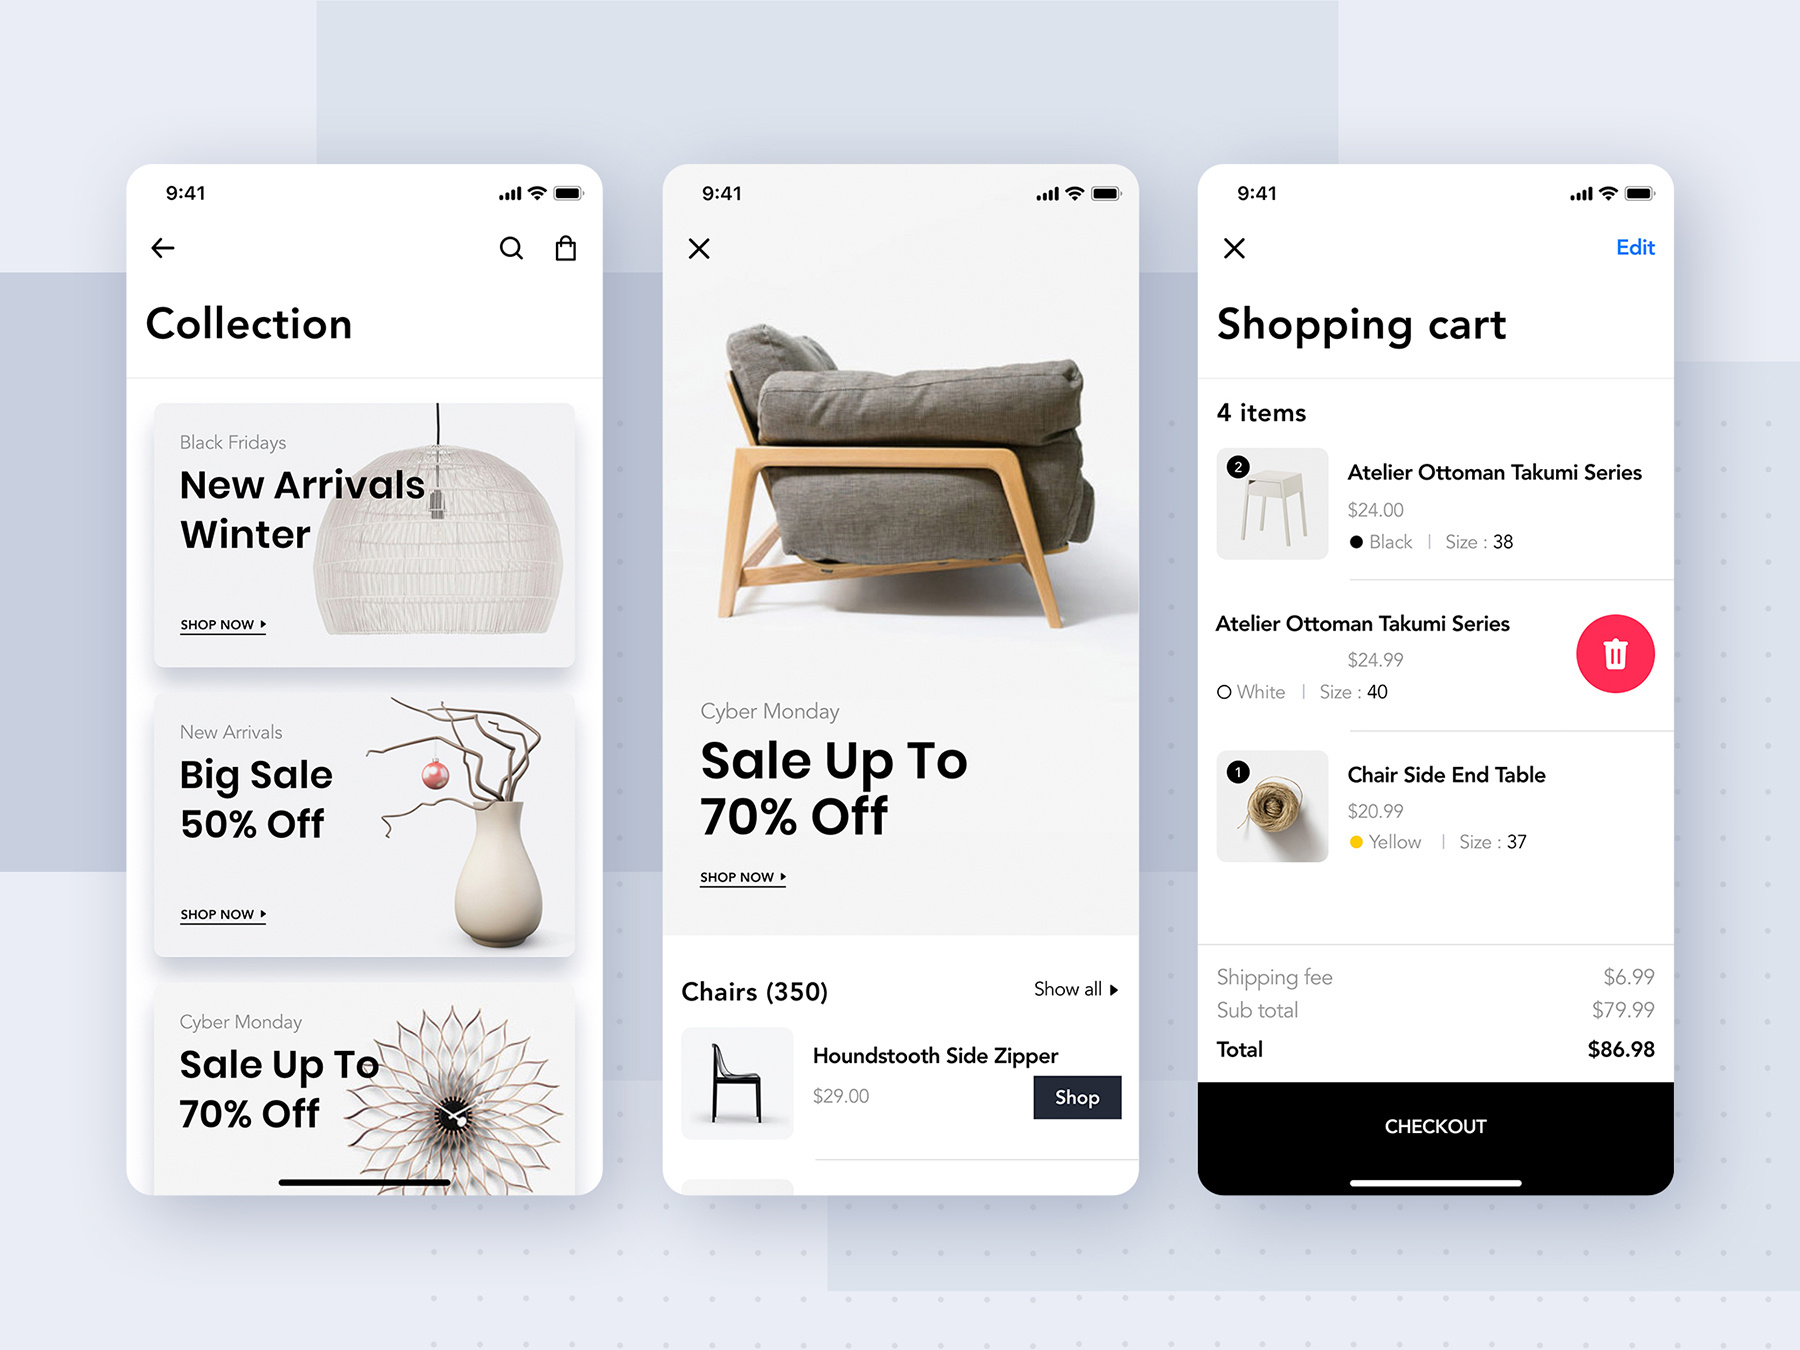 9:41
Collection
Black Fridays
New Arrivals
Winter
SHOP NOW
New Arrivals
Big Sale
50% Off
SHOP NOW
Cyber Monday
Sale Up To
70% Off
9:41
Cyber Monday
Sale Up To
70% Off
SHOP NOW
Chairs (350)
Show all
Houndstooth Side Zipper
$29.00
Shop
9:41
Edit
Shopping cart
4 items
2
Atelier Ottoman Takumi Series
$24.00
Black | Size : 38
Atelier Ottoman Takumi Series
$24.99
White | Size : 40
1
Chair Side End Table
$20.99
Yellow | Size : 37
Shipping fee $6.99
Sub total $79.99
Total $86.98
CHECKOUT